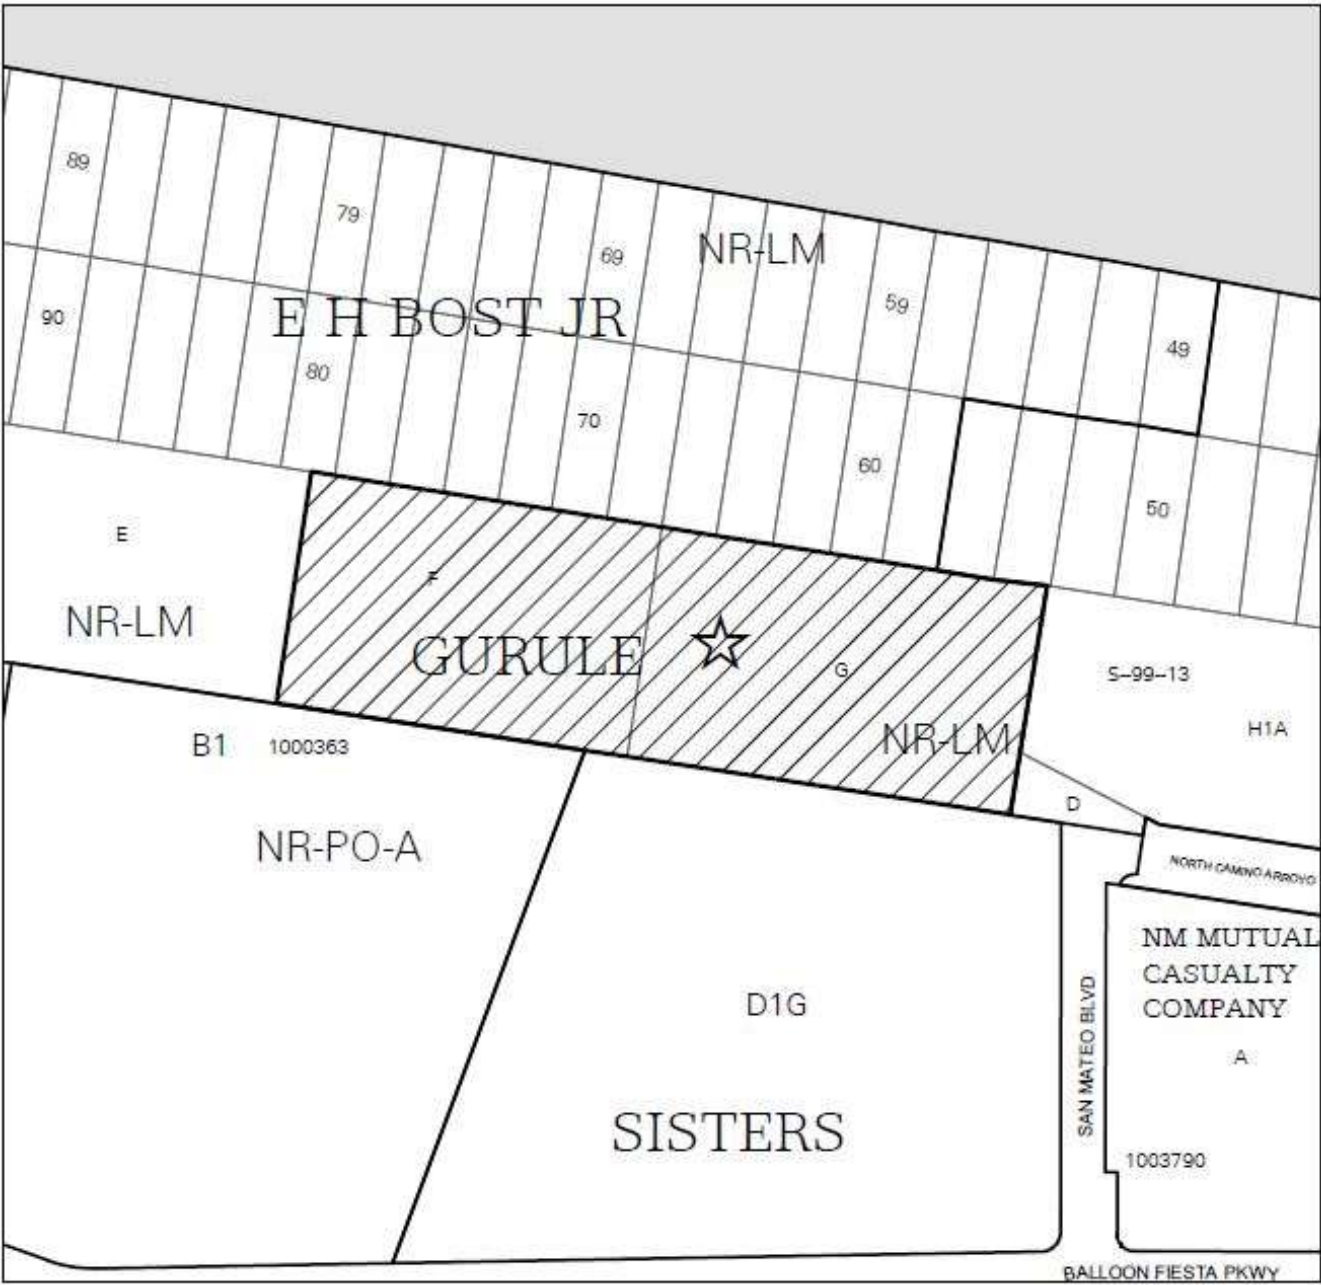 89
79
69
NR-LM
59
49
90
E H BOST JR
80
70
60
50
E
F
NR-LM
GURULE
G
S-99-13
H1A
NR-LM
B1
1000363
D
NR-PO-A
NORTH CAMINO ARROYO
NM MUTUAL
CASUALTY
COMPANY
A
D1G
SAN MATEO BLVD
SISTERS
1003790
BALLOON FIESTA PKWY